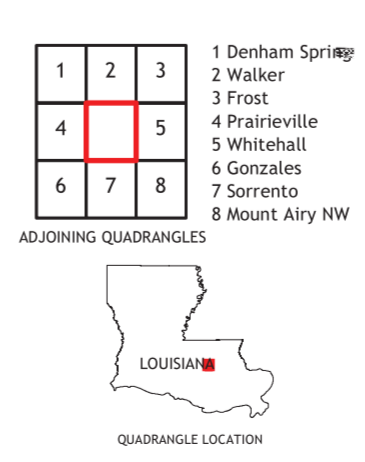 1 2 3
4 5
6 7 8
1 Denham
2 Walker
3 Frost
4 Prairieville
5 Whitehall
6 Gonzales
7 Sorrento
8 Mount Airy NW
ADJOINING QUADRANGLES
LOUISIANA
QUADRANGLE LOCATION